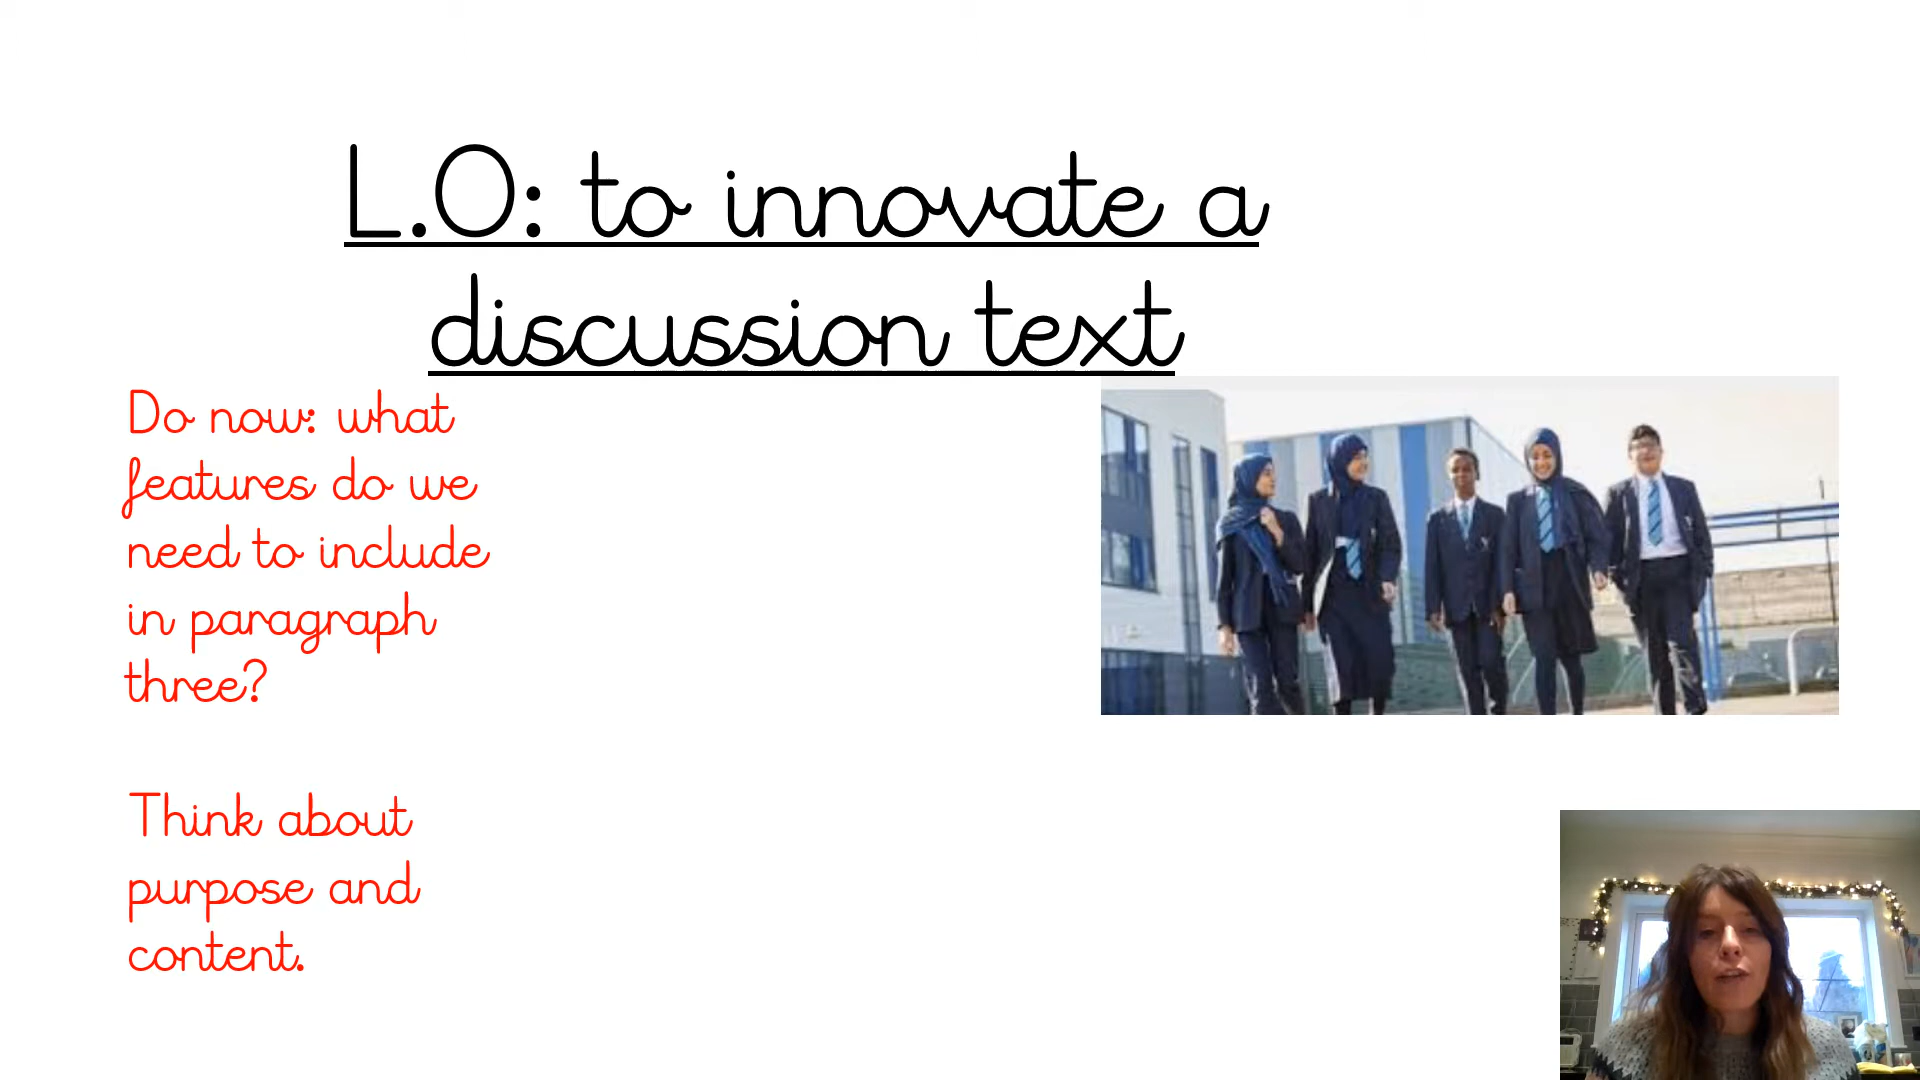 L.O: to innovate a
discussion text
Do now: what
features do we
need to include
in paragraph
three?
Think about
purpose and
content.